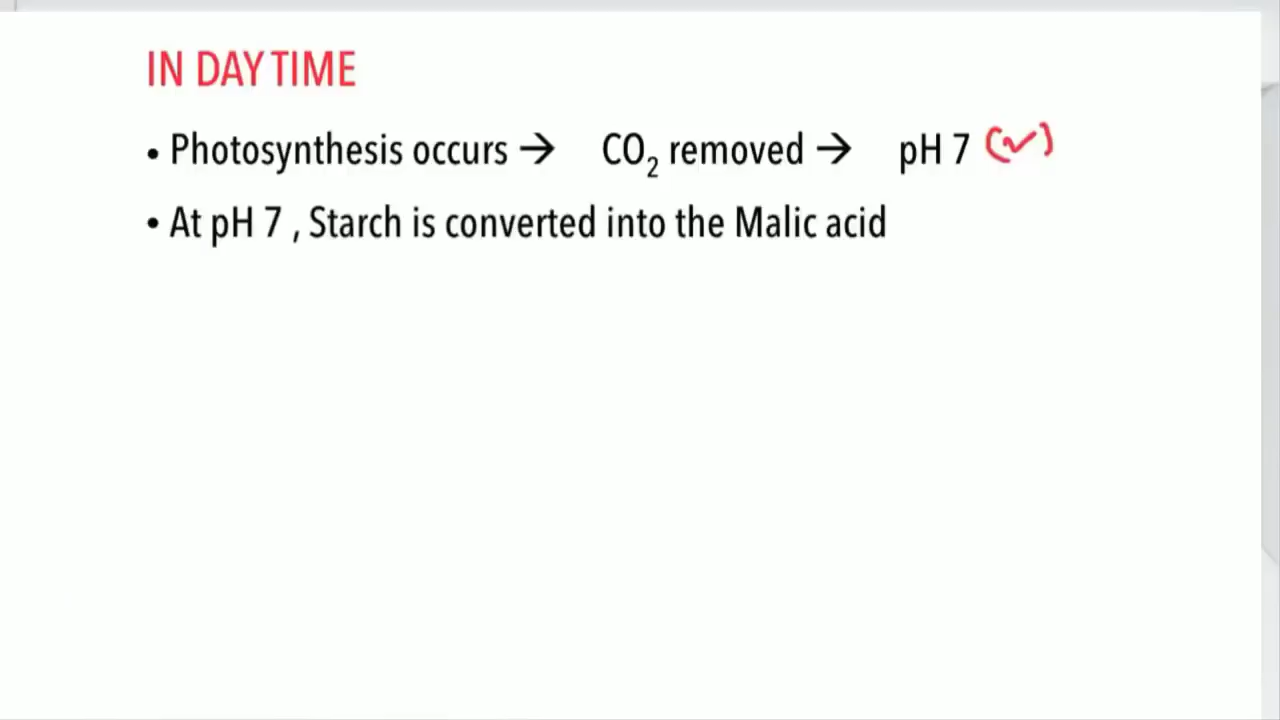 IN DAY TIME
• Photosynthesis occurs → CO₂ removed → pH 7 (✓)
• At pH 7 , Starch is converted into the Malic acid